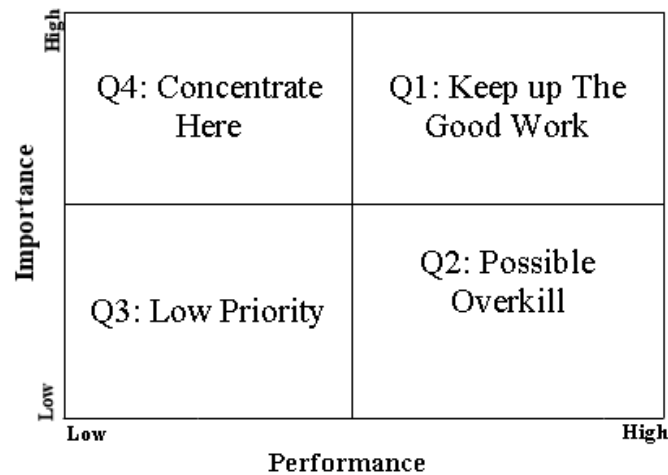 High
Q4: Concentrate
Here
Q1: Keep up The
Good Work
Importance
Q3: Low Priority
Q2: Possible
Overkill
Low
Low
High
Performance